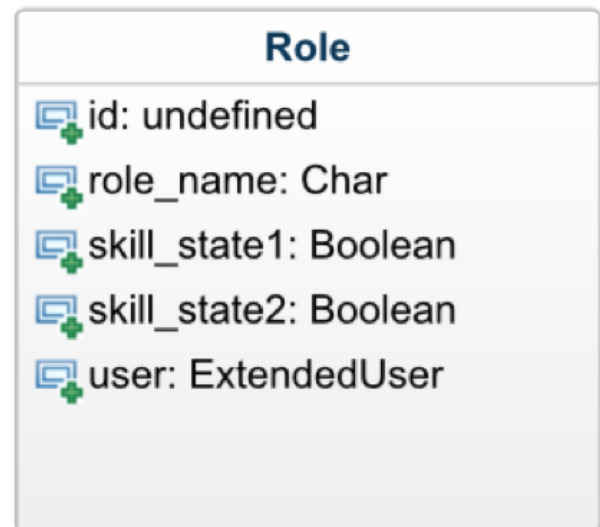 Role
id: undefined
role_name: Char
skill_state1: Boolean
skill_state2: Boolean
user: ExtendedUser